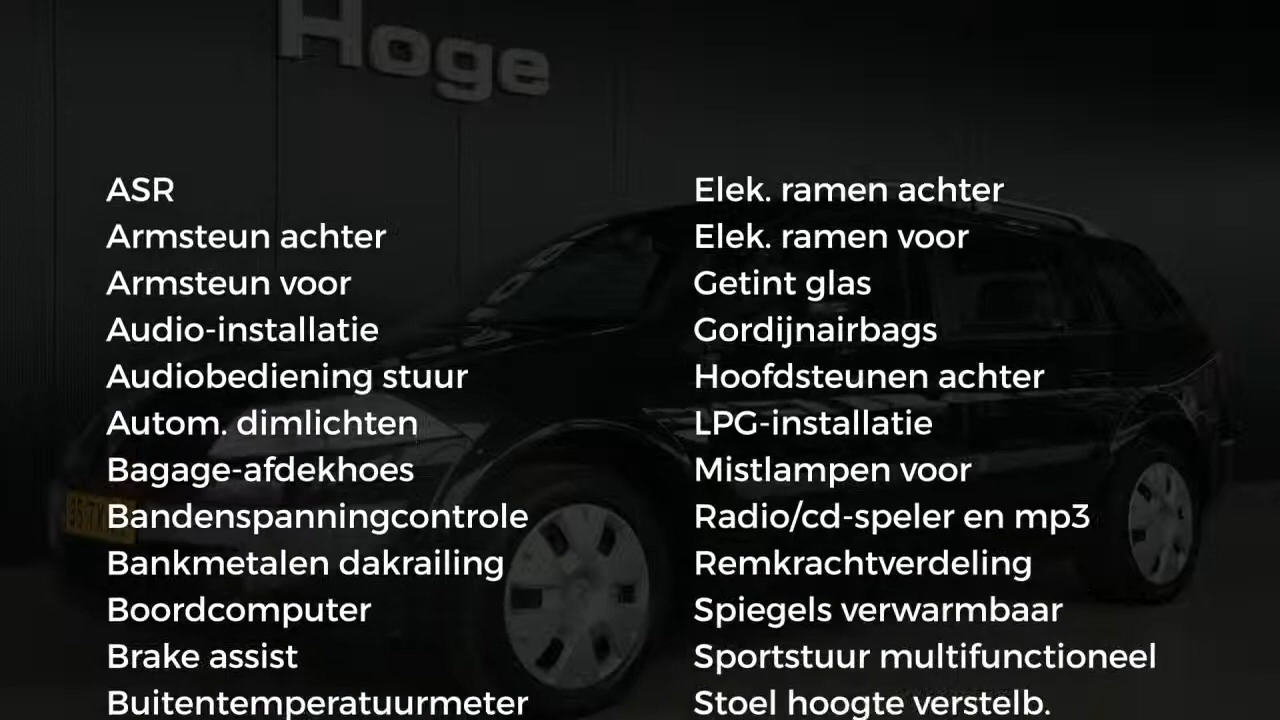 Hoge
ASR
Armsteun achter
Armsteun voor
Audio-installatie
Audiobediening stuur
Autom. dimlichten
Bagage-afdekhoes
Bandenspanningcontrole
Bankmetalen dakrailing
Boordcomputer
Brake assist
Buitentemperatuurmeter
Elek. ramen achter
Elek. ramen voor
Getint glas
Gordijnairbags
Hoofdsteunen achter
LPG-installatie
Mistlampen voor
Radio/cd-speler en mp3
Remkrachtverdeling
Spiegels verwarmbaar
Sportstuur multifunctioneel
Stoel hoogte verstelb.